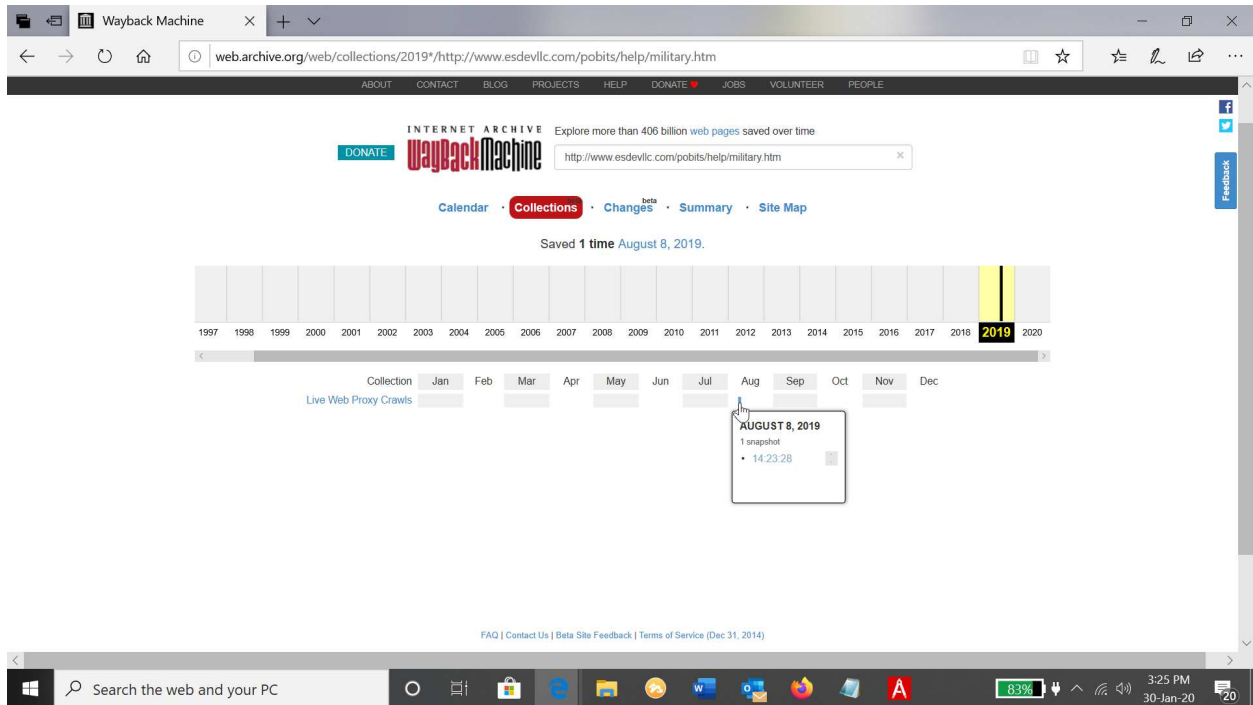 Wayback Machine
web.archive.org/web/collections/2019*/http://www.esdevllc.com/pobits/help/military.htm
ABOUT CONTACT BLOG PROJECTS HELP DONATE JOBS VOLUNTEER PEOPLE
INTERNET ARCHIVE
WayBackMachine
DONATE
Explore more than 406 billion web pages saved over time
http://www.esdevllc.com/pobits/help/military.htm
Feedback
Calendar · Collections beta · Changes beta · Summary · Site Map
Saved 1 time August 8, 2019.
1997 1998 1999 2000 2001 2002 2003 2004 2005 2006 2007 2008 2009 2010 2011 2012 2013 2014 2015 2016 2017 2018 2019 2020
Collection Jan Feb Mar Apr May Jun Jul Aug Sep Oct Nov Dec
Live Web Proxy Crawls
AUGUST 8, 2019
1 snapshot
• 14:23:28
FAQ | Contact Us | Beta Site Feedback | Terms of Service (Dec 31, 2014)
Search the web and your PC
83%
3:25 PM
30-Jan-20
20